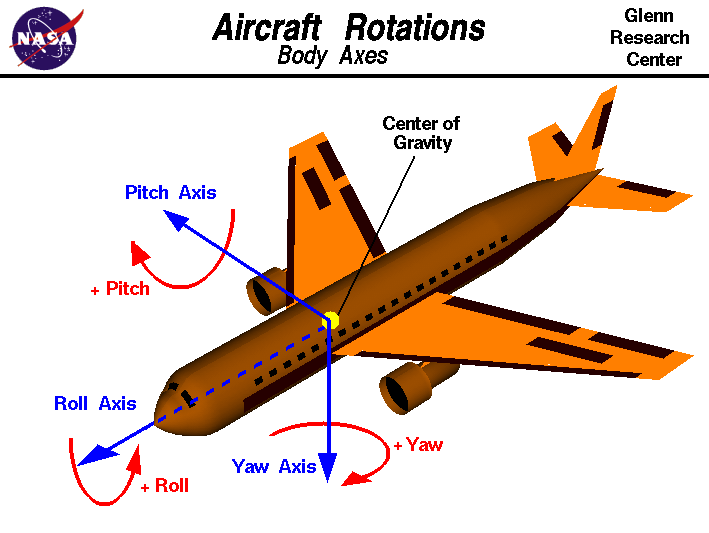 NASA
Aircraft Rotations
Body Axes
Glenn
Research
Center
Center of
Gravity
Pitch Axis
+ Pitch
Roll Axis
+ Roll
Yaw Axis
+ Yaw